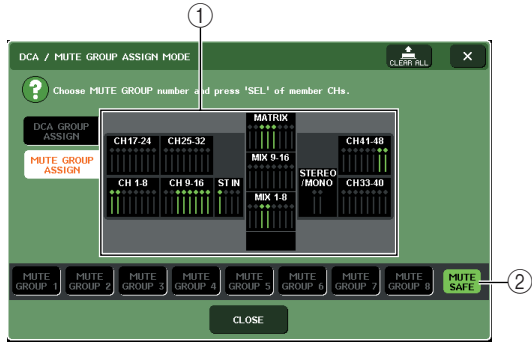 1
DCA / MUTE GROUP ASSIGN MODE
CLEAR ALL
×
? Choose MUTE GROUP number and press 'SEL' of member CHs.
DCA GROUP
ASSIGN
MUTE GROUP
ASSIGN
MATRIX
CH17-24 CH25-32 CH41-48
MIX 9-16
STEREO
/MONO
CH 1-8 CH 9-16 ST IN CH33-40
MIX 1-8
MUTE
GROUP 1
MUTE
GROUP 2
MUTE
GROUP 3
MUTE
GROUP 4
MUTE
GROUP 5
MUTE
GROUP 6
MUTE
GROUP 7
MUTE
GROUP 8
MUTE
SAFE
2
CLOSE